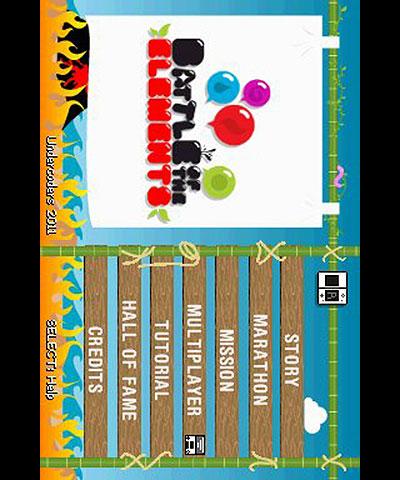 BATTLE
OF
THE
ELEMENTS
Undercoders 2011
R
STORY
MARATHON
MISSION
MULTIPLAYER
TUTORIAL
HALL OF FAME
CREDITS
SELECT: Help